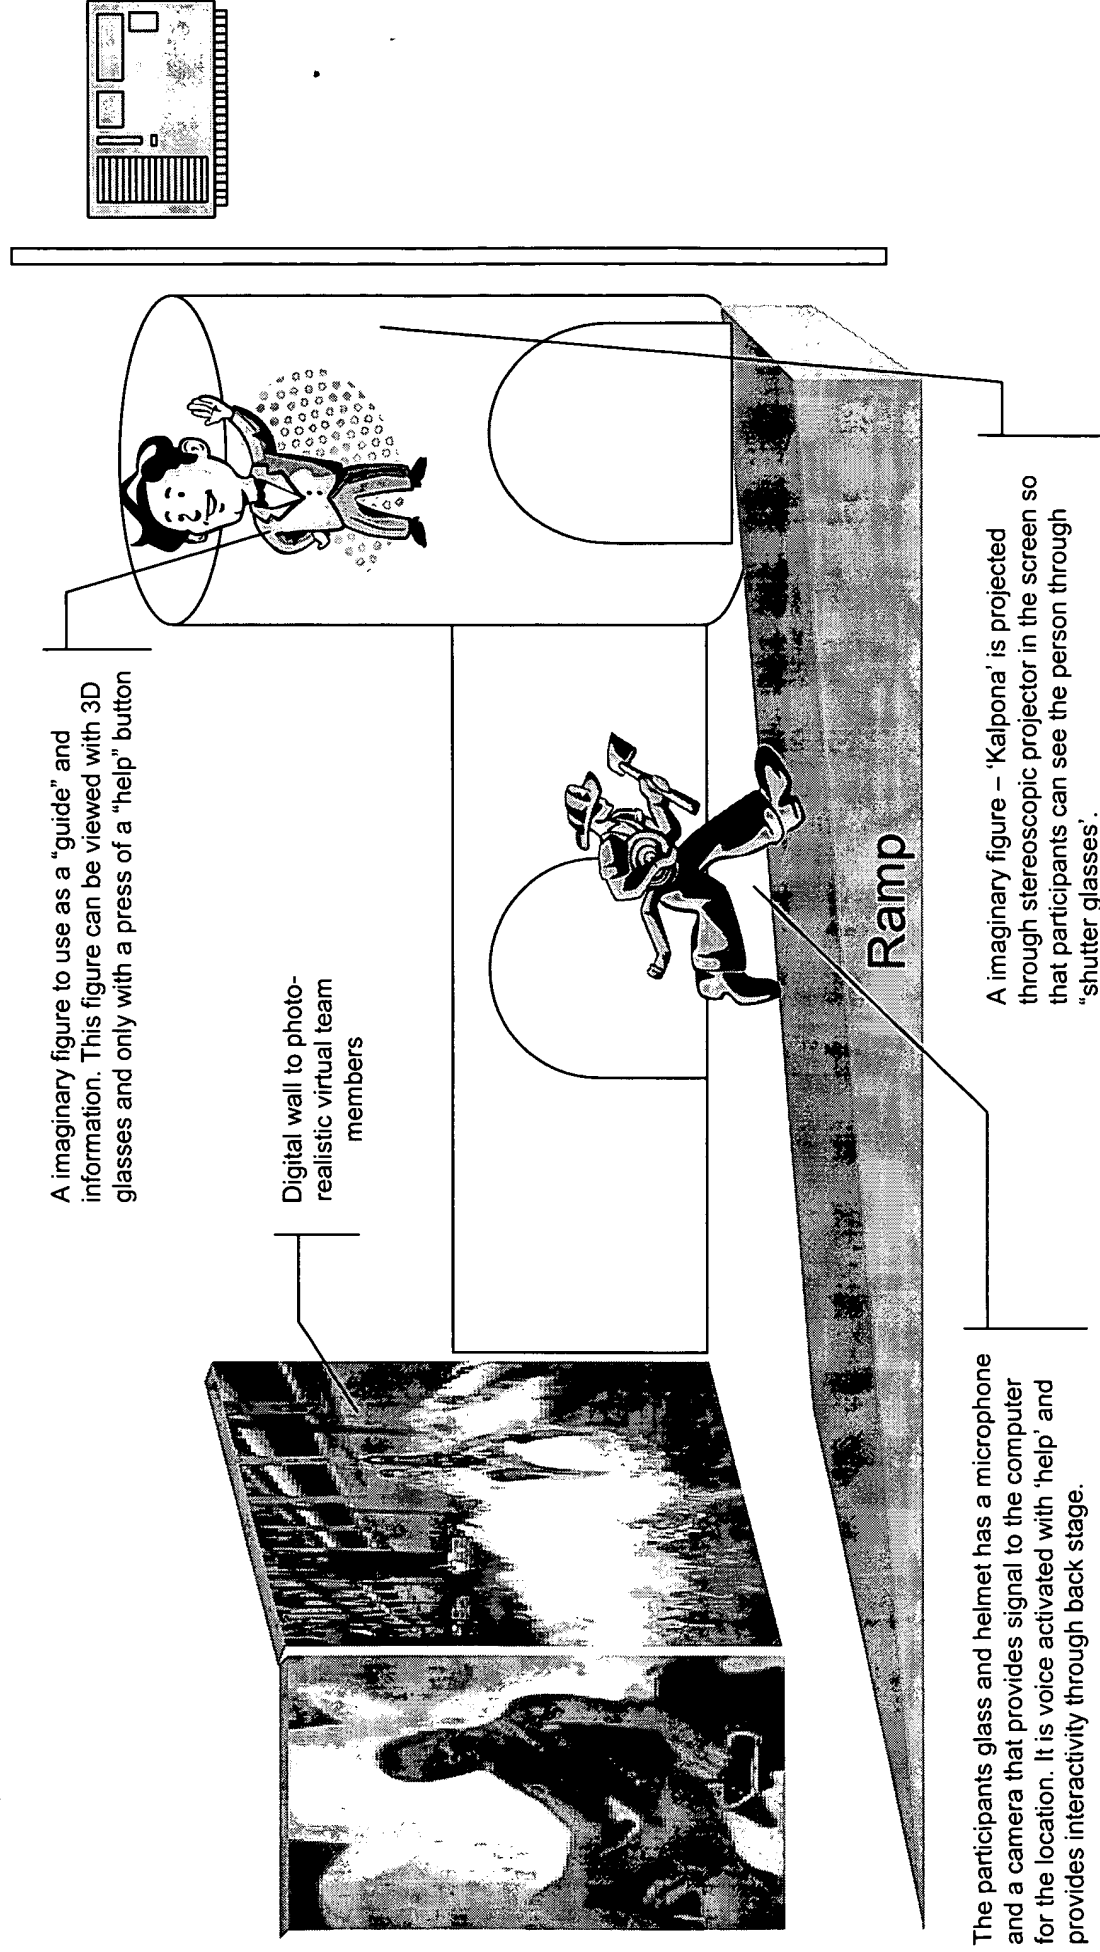 A imaginary figure to use as a “guide” and
information. This figure can be viewed with 3D
glasses and only with a press of a “help” button
Digital wall to photo-
realistic virtual team
members
Ramp
The participants glass and helmet has a microphone
and a camera that provides signal to the computer
for the location. It is voice activated with ‘help’ and
provides interactivity through back stage.
A imaginary figure – ‘Kalpona’ is projected
through stereoscopic projector in the screen so
that participants can see the person through
“shutter glasses’.